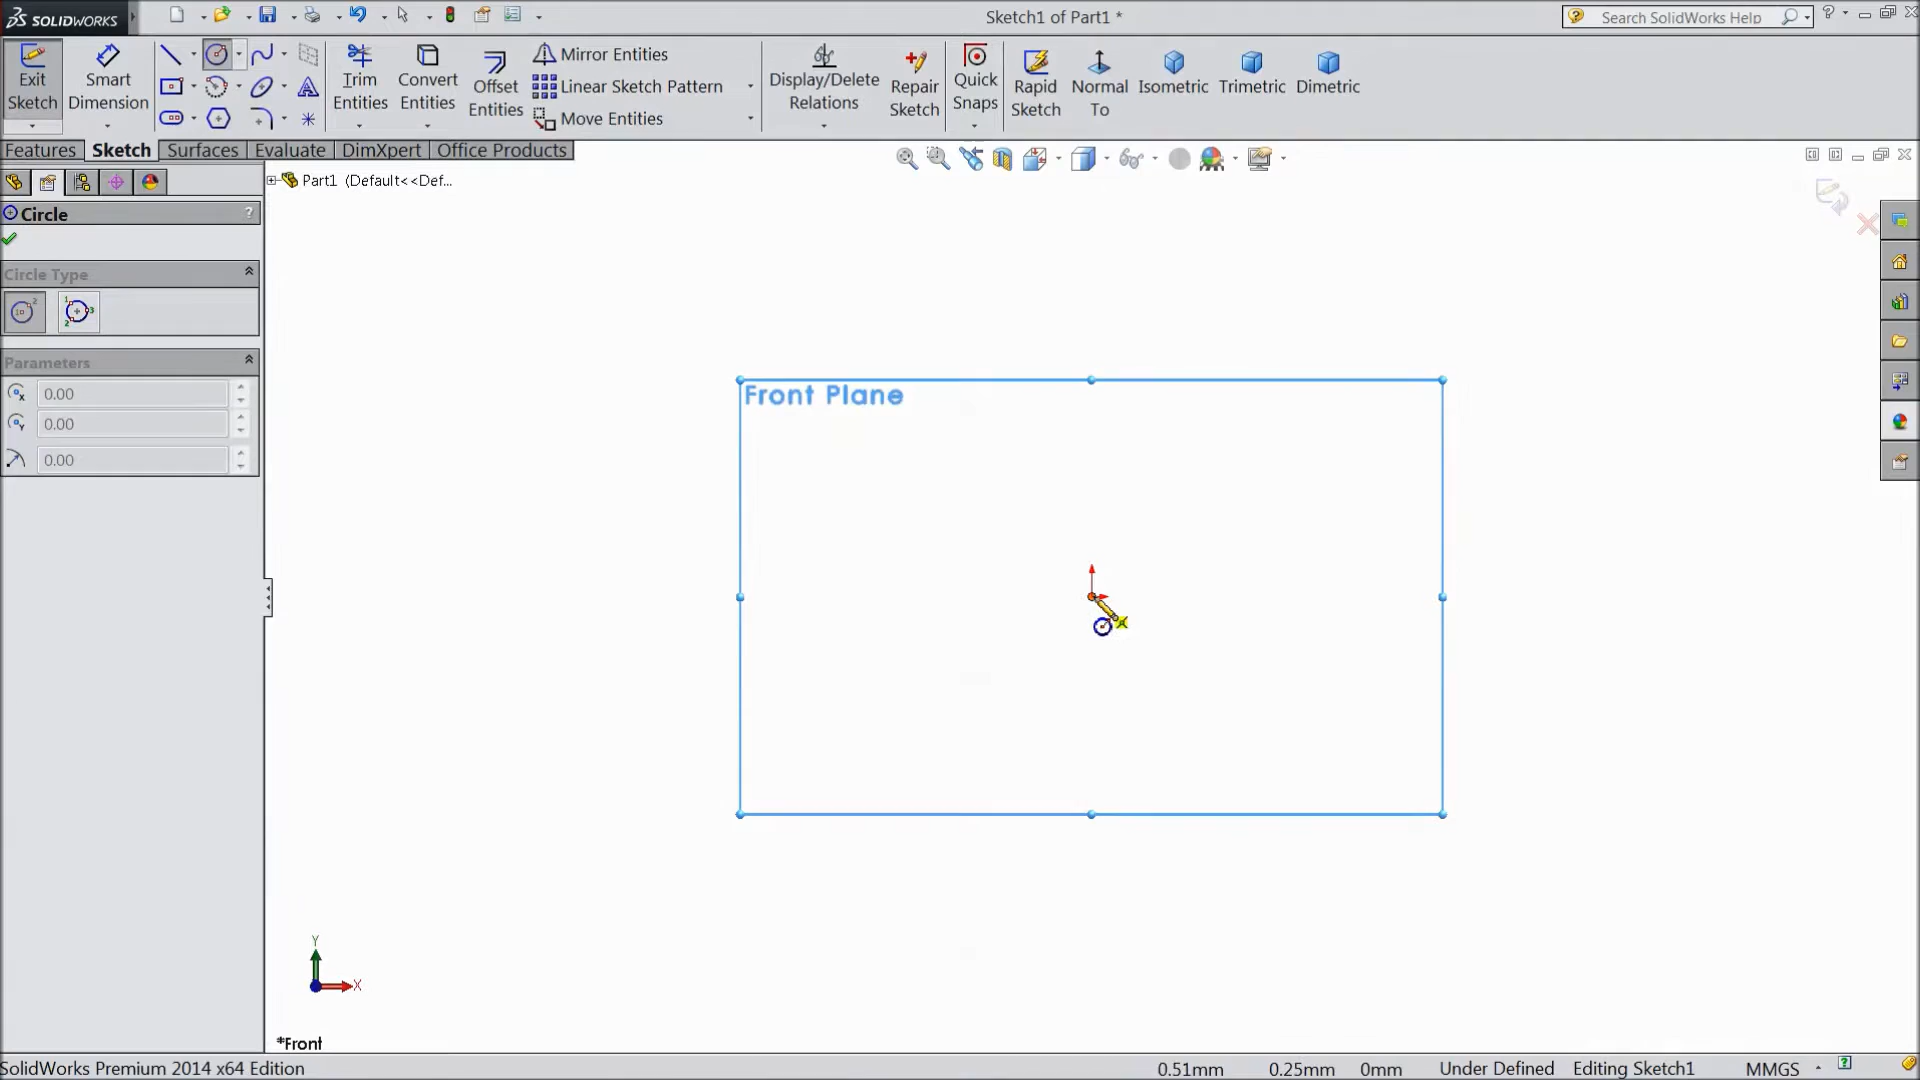 SOLIDWORKS
Sketch1 of Part1 *
Search SolidWorks Help
Exit Sketch
Smart Dimension
Trim Entities
Convert Entities
Offset Entities
Mirror Entities
Linear Sketch Pattern
Move Entities
Display/Delete Relations
Repair Sketch
Quick Snaps
Rapid Sketch
Normal To
Isometric
Trimetric
Dimetric
Features
Sketch
Surfaces
Evaluate
DimXpert
Office Products
Part1 (Default<<Def...
Circle
?
Circle Type
Parameters
0.00
0.00
0.00
Front Plane
Y
X
*Front
SolidWorks Premium 2014 x64 Edition
0.51mm
0.25mm
0mm
Under Defined
Editing Sketch1
MMGS